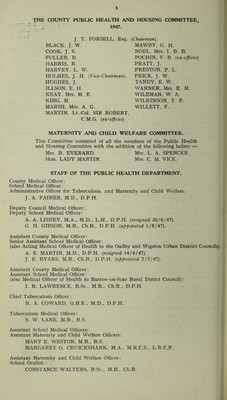 4
THE COUNTY PUBLIC HEALTH AND HOUSING COMMITTEE,
1947.
J. T. FORSELL, Esq. (Chairman).
BLACK, J. W.
COOK, J. S.
FULLER, B.
HARRIS, R.
HARVEY, L. W.
HOLMES, J. H. (Vice-Chairman).
HUGHES, J.
ILLSON, E. H.
KEAY, Mrs. M. E.
KING, M.
MARSH, Mrs. A. G.
MARTIN, Lt.-Col. SIR ROBERT, C.M.G. (ex-officio)
MAWBY, G. H.
NOEL, Mrs. I. B. B.
POCHIN, V. R. (ex-officio)
PRATT, J.
PRESTON, P. L.
PRICE, J. W.
TANDY, E. W.
WARNER, Mrs. E. M.
WILEMAN, W. A.
WILKINSON, T. P.
WILLETT, F.
MATERNITY AND CHILD WELFARE COMMITTEE.
This Committee consisted of all the members of the Public Health
and Housing Committee with the addition of the following ladies:—
Mrs. B. EVERARD.
Hon. LADY MARTIN.
Mrs. L. A. SPENCER.
Mrs. C. M. VICE.
STAFF OF THE PUBLIC HEALTH DEPARTMENT.
County Medical Officer:
School Medical Officer:
Administrative Officer for Tuberculosis, and Maternity and Child Welfare:
J. A. FAIRER, M.D., D.P.H.
Deputy County Medical Officer:
Deputy School Medical Officer:
A. A. LISNEY, M.A., M.D., L.M., D.P.H. (resigned 30/6/47).
G. H. GIBSON, M.B., Ch.B., D.P.H. (appointed 1/9/47).
Assistant County Medical Officer:
Senior Assistant School Medical Officer:
(also Acting Medical Officer of Health to the Oadby and Wigston Urban District Councils):
A. E. MARTIN, M.D., D.P.H. (resigned 14/4/47).
J. R. BYARS, M.B., Ch.B., D.P.H. (appointed 7/7/47).
Assistant County Medical Officer:
Assistant School Medical Officer:
(also Medical Officer of Health to Barrow-on-Soar Rural District Council):
J. B. LAWRENCE, B.Sc., M.B., Ch.B., D.P.H.
Chief Tuberculosis Officer:
N. A. COWARD, O.B.E., M.D., D.P.H.
Tuberculosis Medical Officer:
S. W. LANE, M.B., B.S.
Assistant School Medical Officers:
Assistant Maternity and Child Welfare Officers:
MARY E. WESTON, M.B., B.S.
MARGARET O. CRUICKSHANK, M.A., M.R.C.S., L.R.C.P.
Assistant Maternity and Child Welfare Officer:
School Oculist:
CONSTANCE WALTERS, B.Sc., M.B., Ch.B.